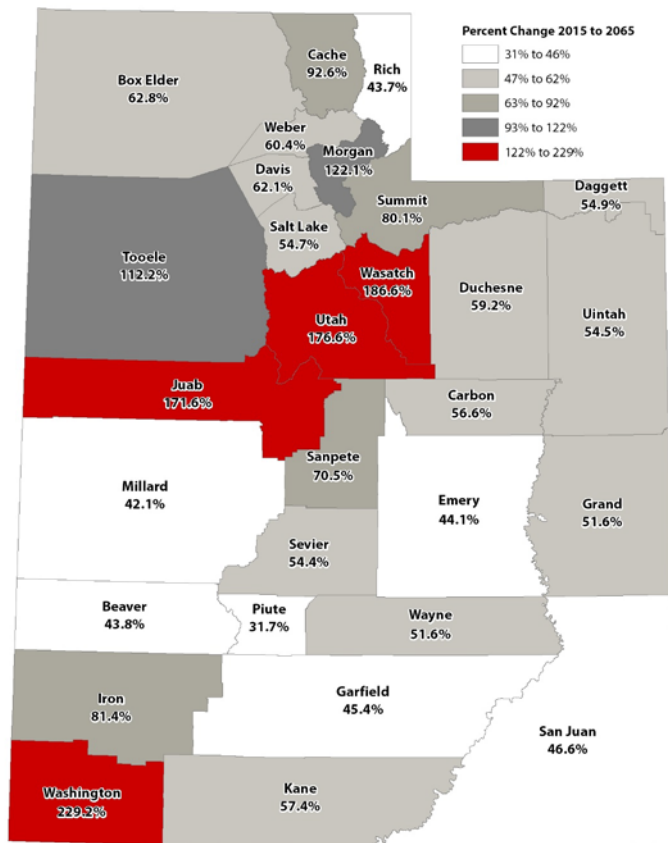 Percent Change 2015 to 2065
31% to 46%
47% to 62%
63% to 92%
93% to 122%
122% to 229%
Cache
92.6%
Rich
43.7%
Box Elder
62.8%
Weber
60.4%
Morgan
122.1%
Davis
62.1%
Summit
80.1%
Daggett
54.9%
Salt Lake
54.7%
Tooele
112.2%
Wasatch
186.6%
Duchesne
59.2%
Uintah
54.5%
Utah
176.6%
Juab
171.6%
Carbon
56.6%
Sanpete
70.5%
Millard
42.1%
Emery
44.1%
Grand
51.6%
Sevier
54.4%
Beaver
43.8%
Piute
31.7%
Wayne
51.6%
Iron
81.4%
Garfield
45.4%
San Juan
46.6%
Washington
229.2%
Kane
57.4%